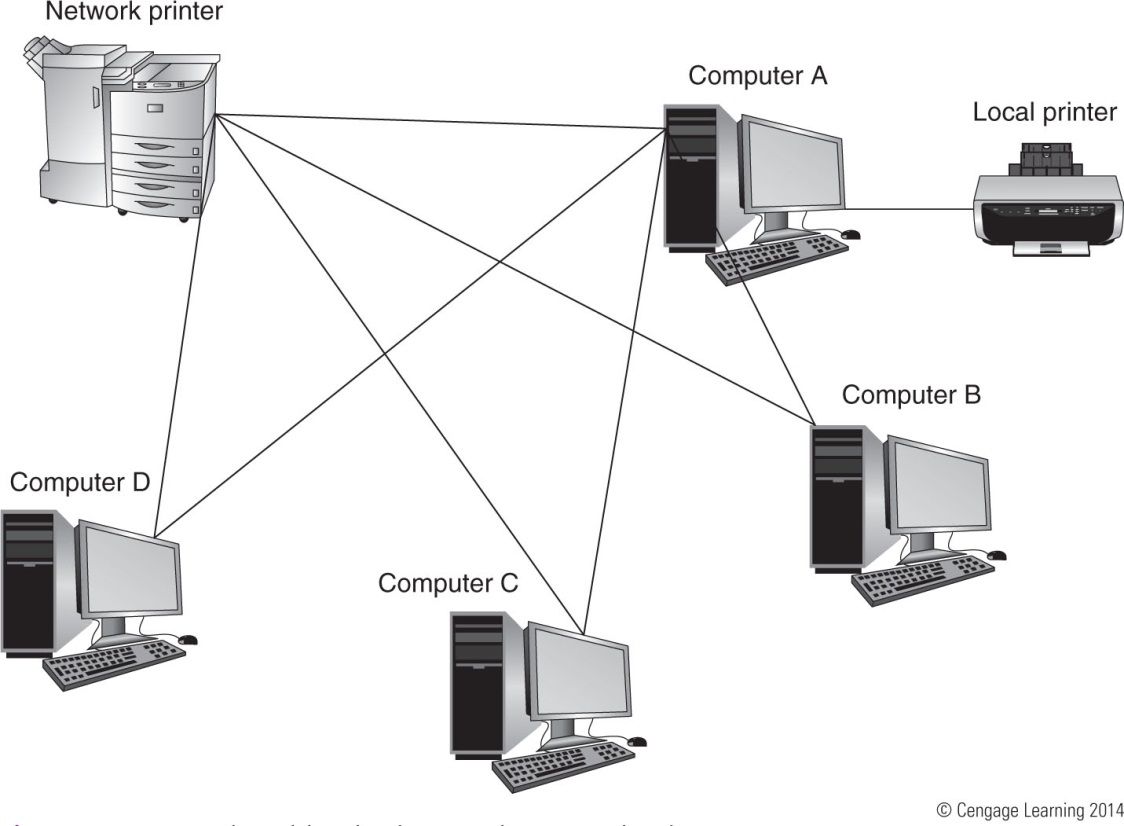 Network printer
Computer A
Local printer
Computer B
Computer D
Computer C
© Cengage Learning 2014